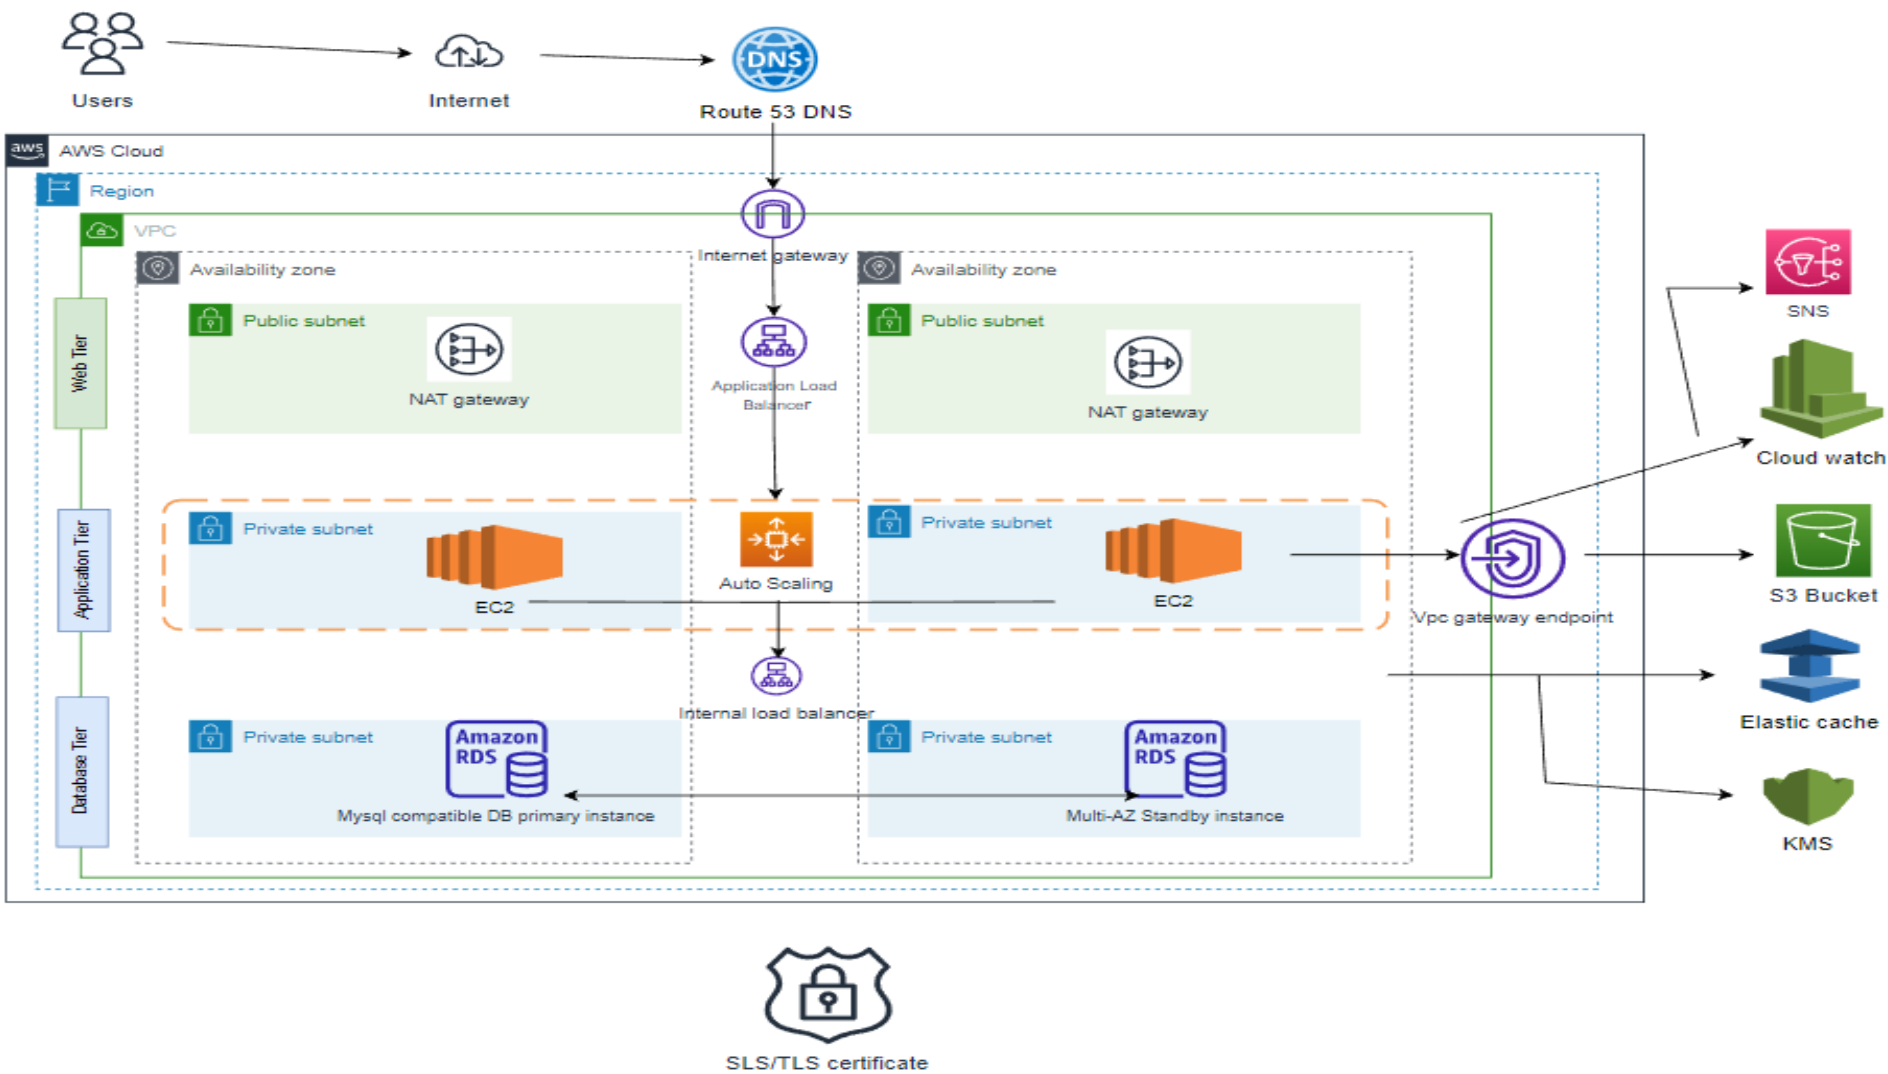 Users
Internet
DNS
Route 53 DNS
aws
AWS Cloud
Region
VPC
Internet gateway
Availability zone
Availability zone
Web Tier
Public subnet
NAT gateway
Application Load
Balancer
Public subnet
NAT gateway
SNS
Cloud watch
Application Tier
Private subnet
EC2
Auto Scaling
Private subnet
EC2
Vpc gateway endpoint
S3 Bucket
Internal load balancer
Elastic cache
Database Tier
Private subnet
Amazon
RDS
Mysql compatible DB primary instance
Private subnet
Amazon
RDS
Multi-AZ Standby instance
KMS
SLS/TLS certificate